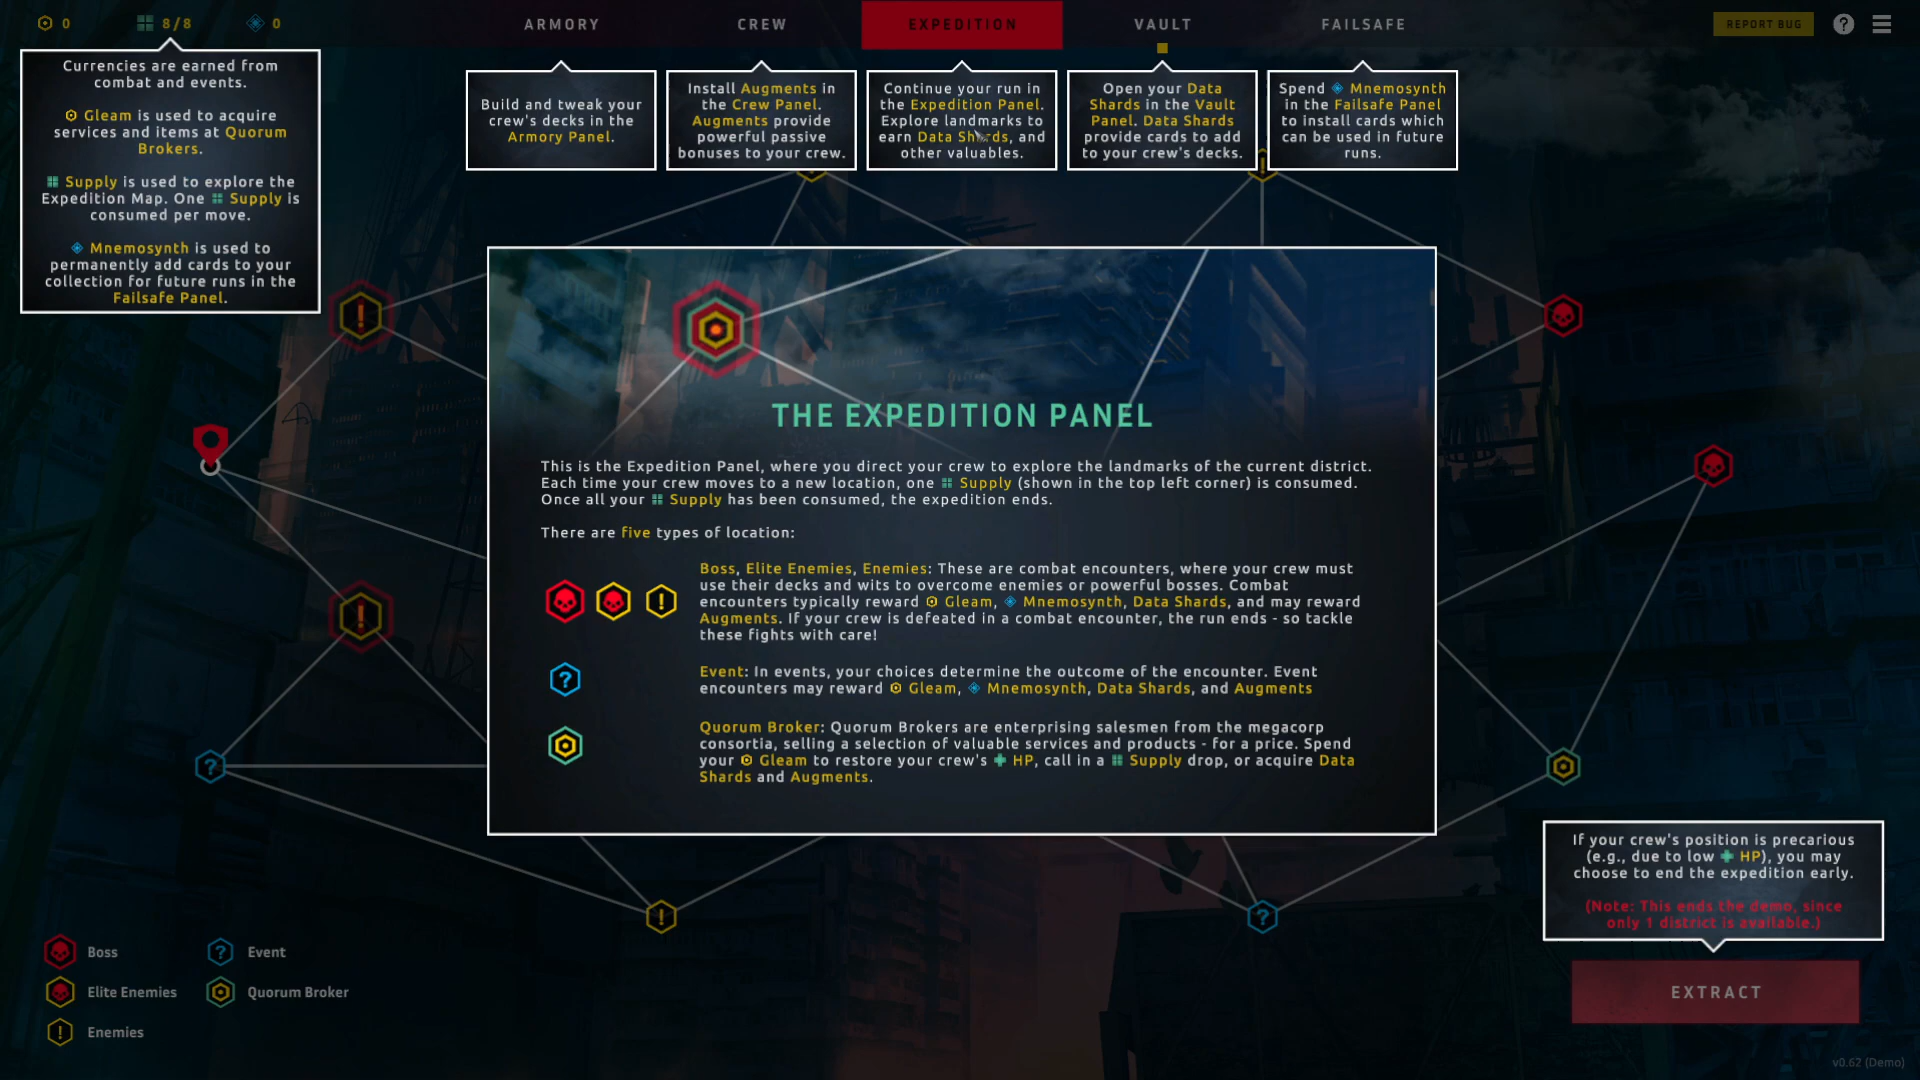 0
8/8
0
ARMORY
CREW
EXPEDITION
VAULT
FAILSAFE
REPORT BUG
?
Currencies are earned from
combat and events.
Gleam is used to acquire
services and items at Quorum
Brokers.
Supply is used to explore the
Expedition Map. One Supply is
consumed per move.
Mnemosynth is used to
permanently add cards to your
collection for future runs in the
Failsafe Panel.
Build and tweak your
crew's decks in the
Armory Panel.
Install Augments in
the Crew Panel.
Augments provide
powerful passive
bonuses to your crew.
Continue your run in
the Expedition Panel.
Explore landmarks to
earn Data Shards, and
other valuables.
Open your Data
Shards in the Vault
Panel. Data Shards
provide cards to add
to your crew's decks.
Spend Mnemosynth
in the Failsafe Panel
to install cards which
can be used in future
runs.
THE EXPEDITION PANEL
This is the Expedition Panel, where you direct your crew to explore the landmarks of the current district.
Each time your crew moves to a new location, one Supply (shown in the top left corner) is consumed.
Once all your Supply has been consumed, the expedition ends.
There are five types of location:
Boss, Elite Enemies, Enemies: These are combat encounters, where your crew must
use their decks and wits to overcome enemies or powerful bosses. Combat
encounters typically reward Gleam, Mnemosynth, Data Shards, and may reward
Augments. If your crew is defeated in a combat encounter, the run ends - so tackle
these fights with care!
Event: In events, your choices determine the outcome of the encounter. Event
encounters may reward Gleam, Mnemosynth, Data Shards, and Augments
Quorum Broker: Quorum Brokers are enterprising salesmen from the megacorp
consortia, selling a selection of valuable services and products - for a price. Spend
your Gleam to restore your crew's HP, call in a Supply drop, or acquire Data
Shards and Augments.
If your crew's position is precarious
(e.g., due to low HP), you may
choose to end the expedition early.
(Note: This ends the demo, since
only 1 district is available.)
EXTRACT
Boss
Event
Elite Enemies
Quorum Broker
Enemies
v0.62 (Demo)